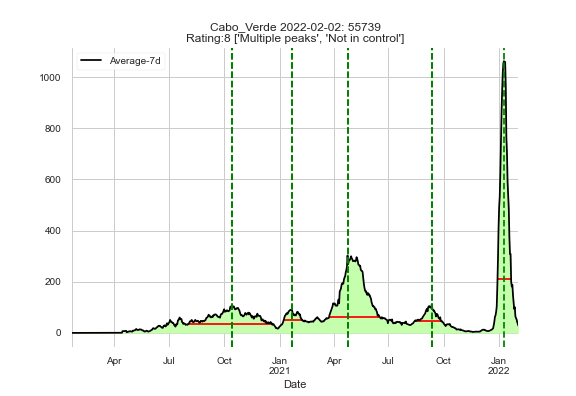 Cabo_Verde 2022-02-02: 55739
Rating:8 ['Multiple peaks', 'Not in control']
Average-7d
1000
800
600
400
200
0
Apr Jul Oct Jan Apr Jul Oct Jan
2021 2022
Date